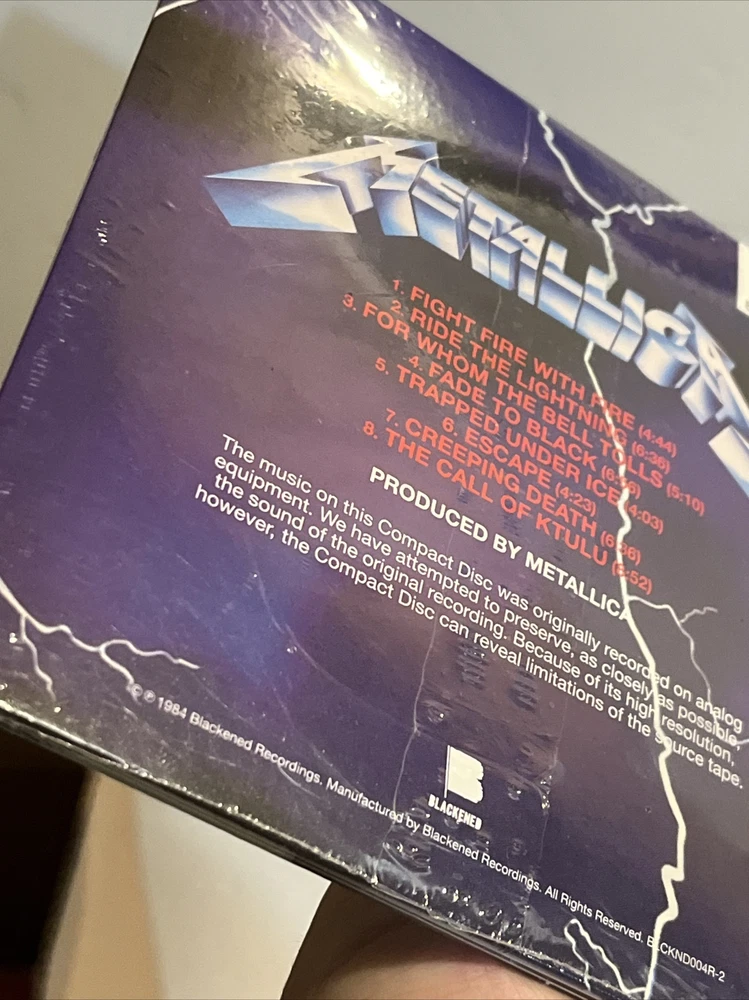 METALLICA
1. FIGHT FIRE WITH FIRE (4:44)
2. RIDE THE LIGHTNING (6:36)
3. FOR WHOM THE BELL TOLLS (5:10)
4. FADE TO BLACK (6:56)
5. TRAPPED UNDER ICE (4:03)
6. ESCAPE (4:23)
7. CREEPING DEATH (6:36)
8. THE CALL OF KTULU (8:52)
PRODUCED BY METALLICA
The music on this Compact Disc was originally recorded on analog
equipment. We have attempted to preserve, as closely as possible,
the sound of the original recording. Because of its high resolution,
however, the Compact Disc can reveal limitations of the source tape.
B
BLACKENED
© ℗ 1984 Blackened Recordings. Manufactured by Blackened Recordings. All Rights Reserved. BLCKND004R-2